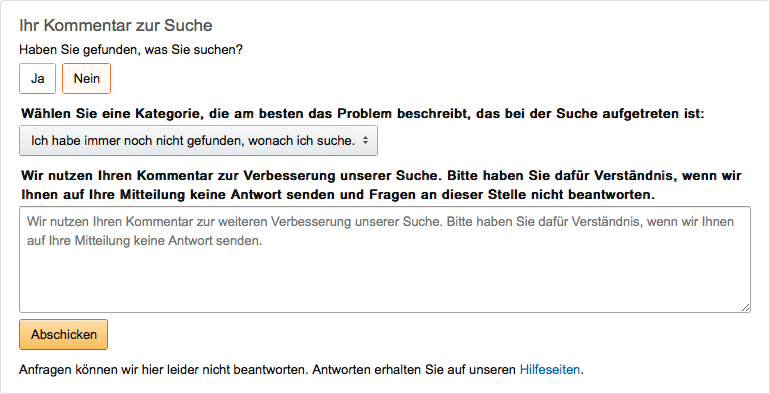 Ihr Kommentar zur Suche
Haben Sie gefunden, was Sie suchen?
Ja Nein
Wählen Sie eine Kategorie, die am besten das Problem beschreibt, das bei der Suche aufgetreten ist:
Ich habe immer noch nicht gefunden, wonach ich suche.
Wir nutzen Ihren Kommentar zur Verbesserung unserer Suche. Bitte haben Sie dafür Verständnis, wenn wir
Ihnen auf Ihre Mitteilung keine Antwort senden und Fragen an dieser Stelle nicht beantworten.
Wir nutzen Ihren Kommentar zur weiteren Verbesserung unserer Suche. Bitte haben Sie dafür Verständnis, wenn wir Ihnen
auf Ihre Mitteilung keine Antwort senden.
Abschicken
Anfragen können wir hier leider nicht beantworten. Antworten erhalten Sie auf unseren Hilfeseiten.